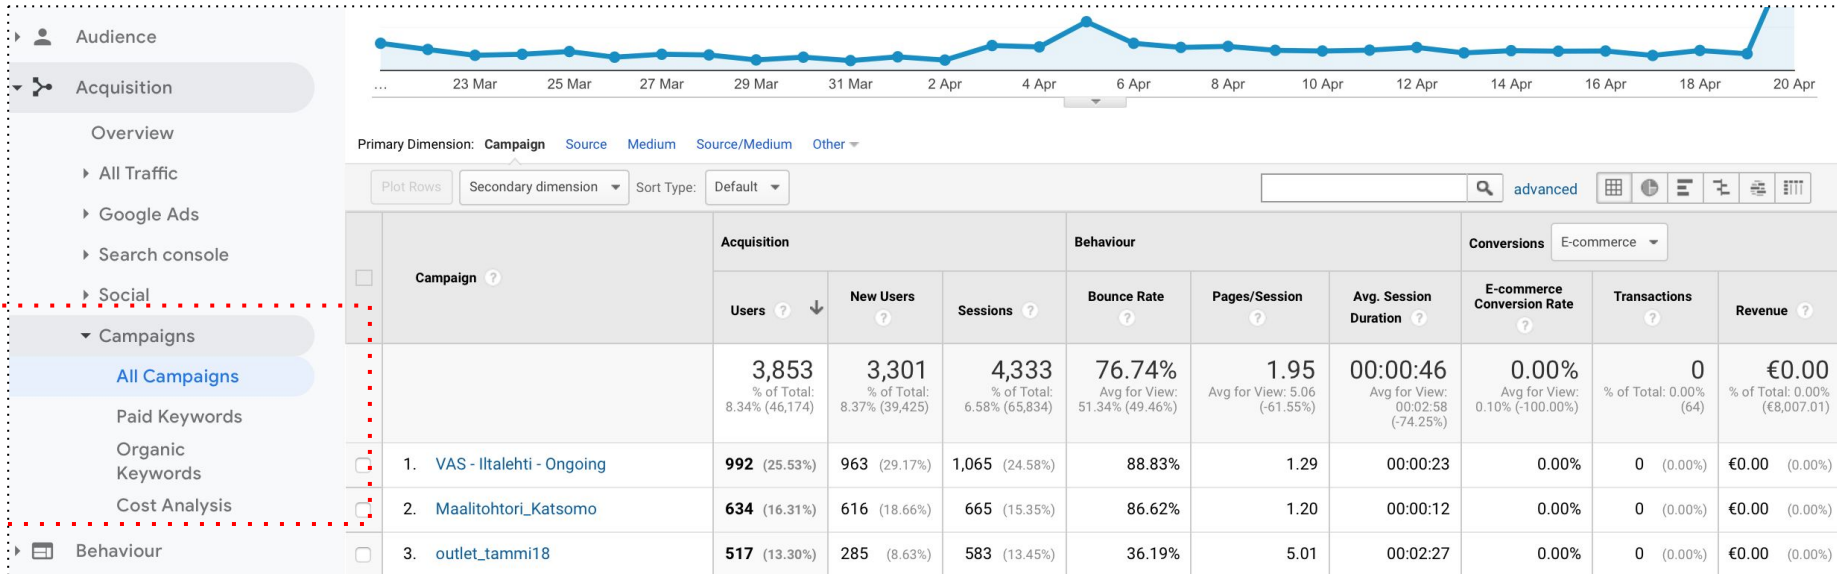 Audience
Acquisition
Overview
All Traffic
Google Ads
Search console
Social
Campaigns
All Campaigns
Paid Keywords
Organic
Keywords
Cost Analysis
Behaviour
... 23 Mar 25 Mar 27 Mar 29 Mar 31 Mar 2 Apr 4 Apr 6 Apr 8 Apr 10 Apr 12 Apr 14 Apr 16 Apr 18 Apr 20 Apr
Primary Dimension: Campaign Source Medium Source/Medium Other
Plot Rows Secondary dimension Sort Type: Default advanced
Acquisition Behaviour Conversions E-commerce
Campaign ?
Users ? New Users ? Sessions ? Bounce Rate ? Pages/Session ? Avg. Session Duration ? E-commerce Conversion Rate ? Transactions ? Revenue ?
3,853 3,301 4,333 76.74% 1.95 00:00:46 0.00% 0 €0.00
% of Total: % of Total: % of Total: Avg for View: Avg for View: 5.06 Avg for View: Avg for View: % of Total: 0.00% % of Total: 0.00%
8.34% (46,174) 8.37% (39,425) 6.58% (65,834) 51.34% (49.46%) (-61.55%) 00:02:58 0.10% (-100.00%) (64) (€8,007.01)
(-74.25%)
1. VAS - Iltalehti - Ongoing 992 (25.53%) 963 (29.17%) 1,065 (24.58%) 88.83% 1.29 00:00:23 0.00% 0 (0.00%) €0.00 (0.00%)
2. Maalitohtori_Katsomo 634 (16.31%) 616 (18.66%) 665 (15.35%) 86.62% 1.20 00:00:12 0.00% 0 (0.00%) €0.00 (0.00%)
3. outlet_tammi18 517 (13.30%) 285 (8.63%) 583 (13.45%) 36.19% 5.01 00:02:27 0.00% 0 (0.00%) €0.00 (0.00%)